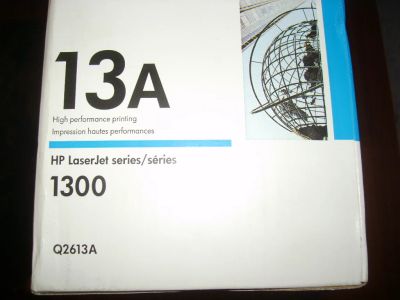 13A
High performance printing
Impression hautes performances
HP LaserJet series/séries
1300
Q2613A